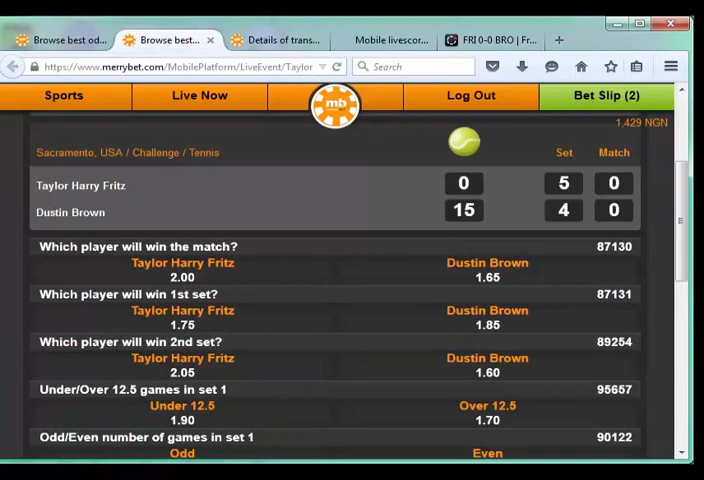 Browse best od...
Browse best...
Details of trans...
Mobile livescor...
FRI 0-0 BRO | Fr...
https://www.merrybet.com/MobilePlatform/LiveEvent/Taylor
Search
Sports
Live Now
mb
Log Out
Bet Slip (2)
1,429 NGN
Sacramento, USA / Challenge / Tennis
Set
Match
Taylor Harry Fritz
0
5
0
Dustin Brown
15
4
0
Which player will win the match?
87130
Taylor Harry Fritz
Dustin Brown
2.00
1.65
Which player will win 1st set?
87131
Taylor Harry Fritz
Dustin Brown
1.75
1.85
Which player will win 2nd set?
89254
Taylor Harry Fritz
Dustin Brown
2.05
1.60
Under/Over 12.5 games in set 1
95657
Under 12.5
Over 12.5
1.90
1.70
Odd/Even number of games in set 1
90122
Odd
Even